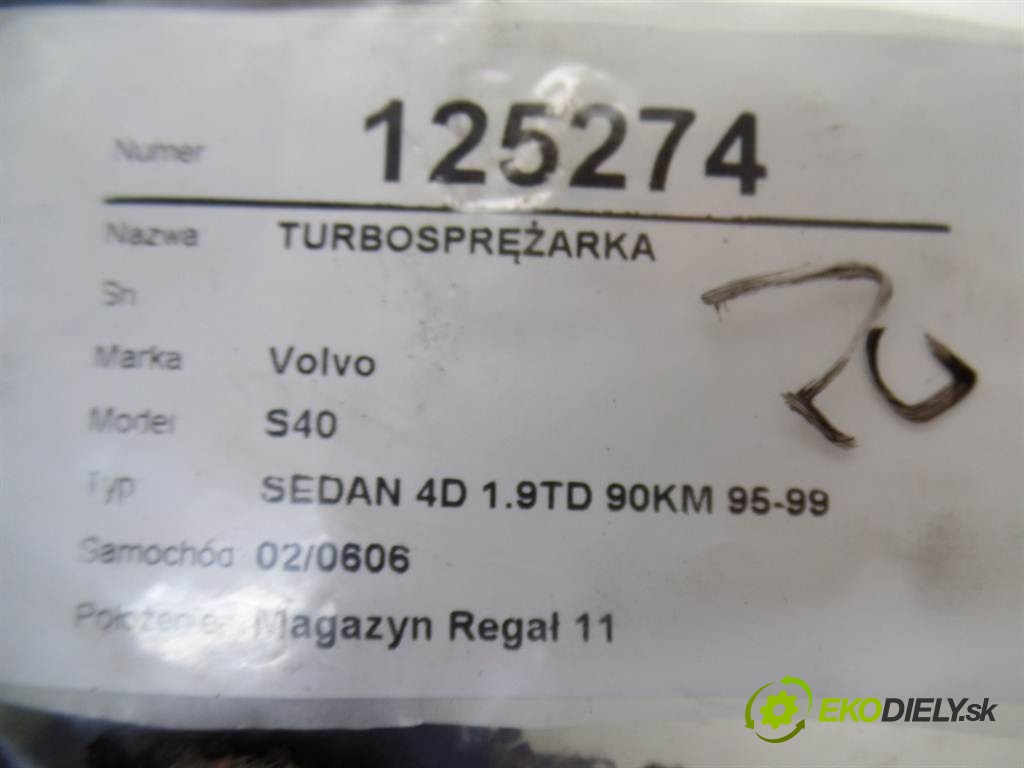 Numer 125274
Nazwa TURBOSPRĘŻARKA
Sn
Marka Volvo
Model S40
Typ SEDAN 4D 1.9TD 90KM 95-99
Samochód 02/0606
Położenie: Magazyn Regał 11
EKODIELY.sk